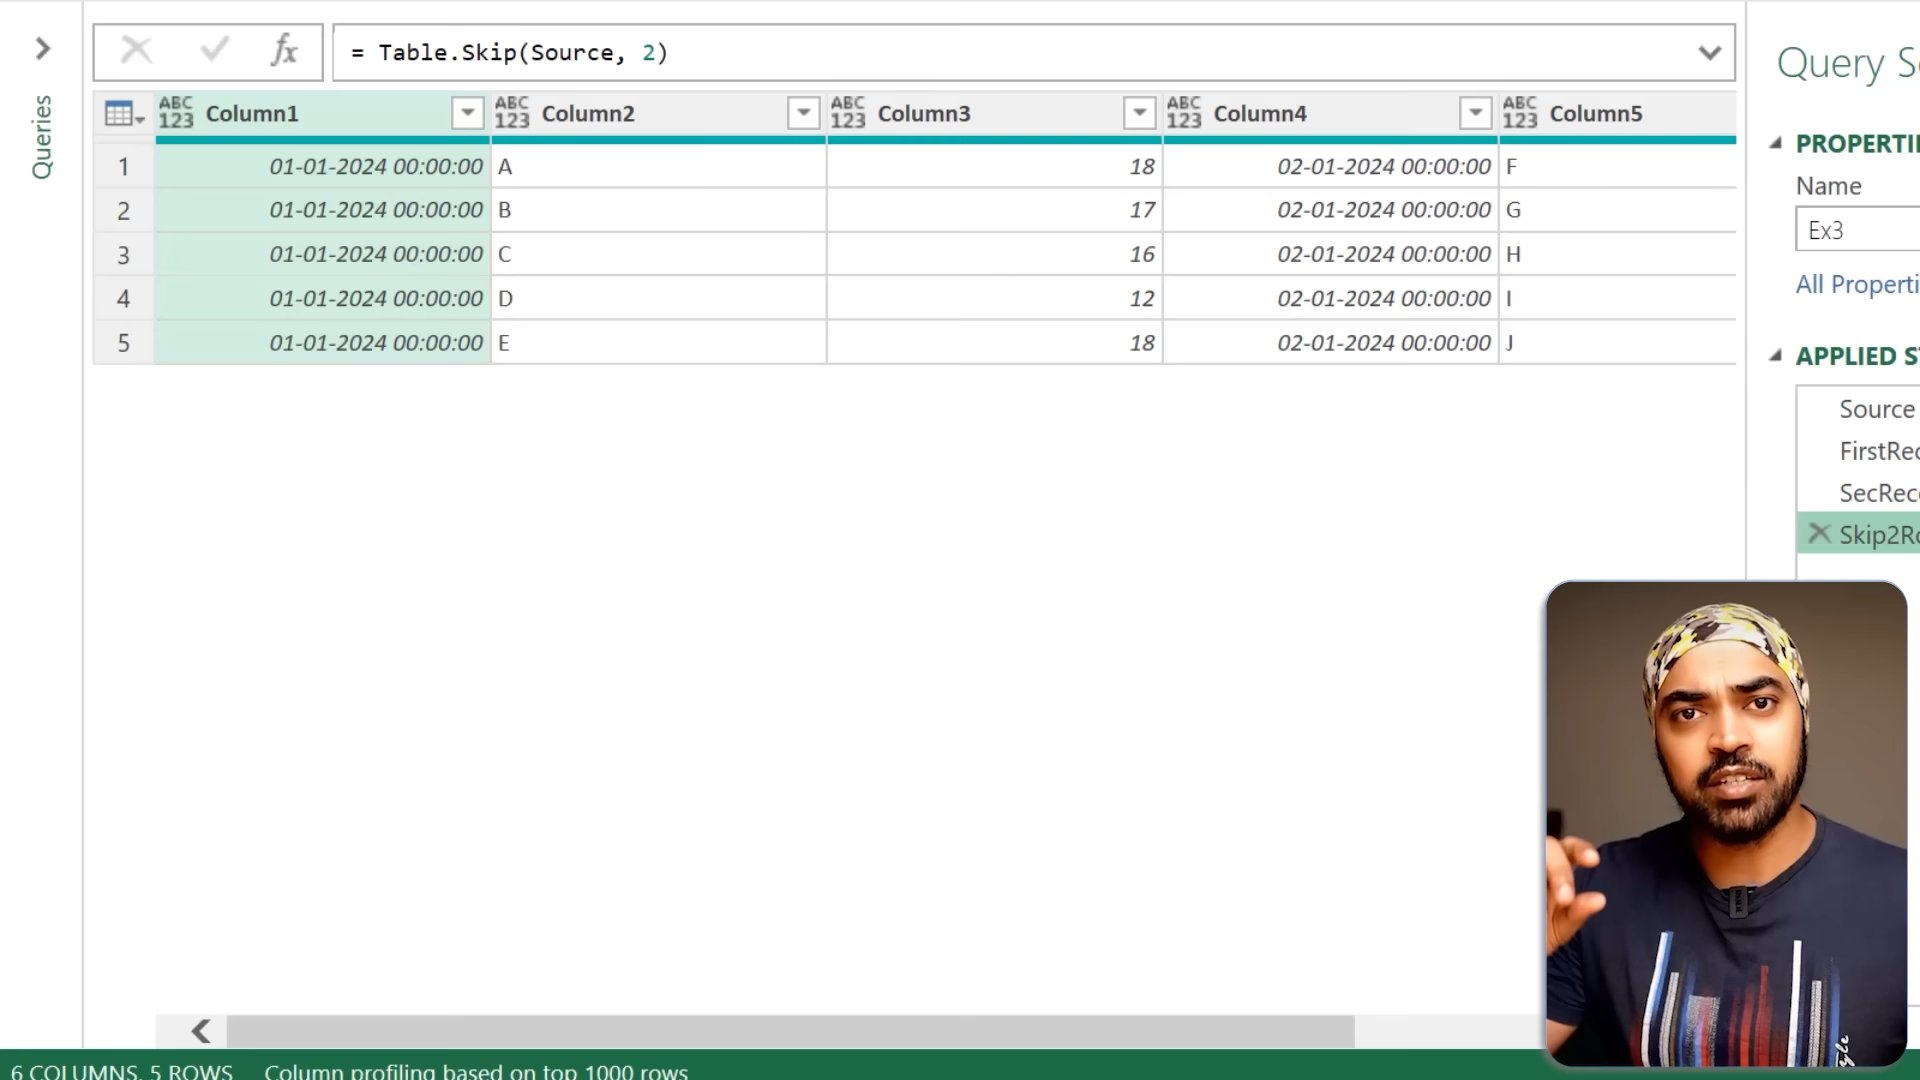 = Table.Skip(Source, 2)
Queries
ABC 123 Column1 ABC 123 Column2 ABC 123 Column3 ABC 123 Column4 ABC 123 Column5
1 01-01-2024 00:00:00 A 18 02-01-2024 00:00:00 F
2 01-01-2024 00:00:00 B 17 02-01-2024 00:00:00 G
3 01-01-2024 00:00:00 C 16 02-01-2024 00:00:00 H
4 01-01-2024 00:00:00 D 12 02-01-2024 00:00:00 I
5 01-01-2024 00:00:00 E 18 02-01-2024 00:00:00 J
Query S
PROPERTI
Name
Ex3
All Properti
APPLIED S
Source
FirstRec
SecRec
Skip2Ro
6 COLUMNS, 5 ROWS Column profiling based on top 1000 rows